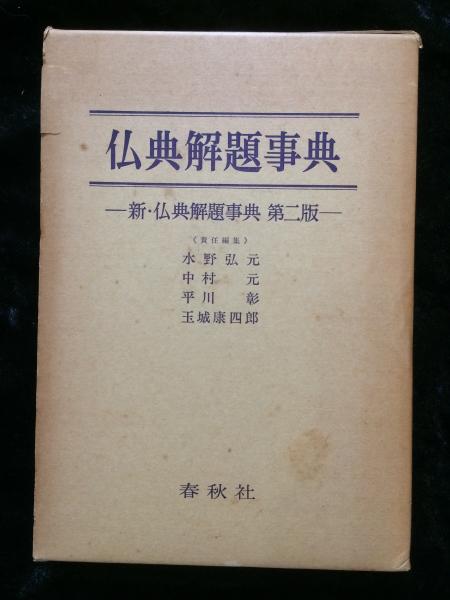 仏典解題事典
―新・仏典解題事典 第二版―
〈責任編集〉
水野弘元
中村 元
平川 彰
玉城康四郎
春秋社